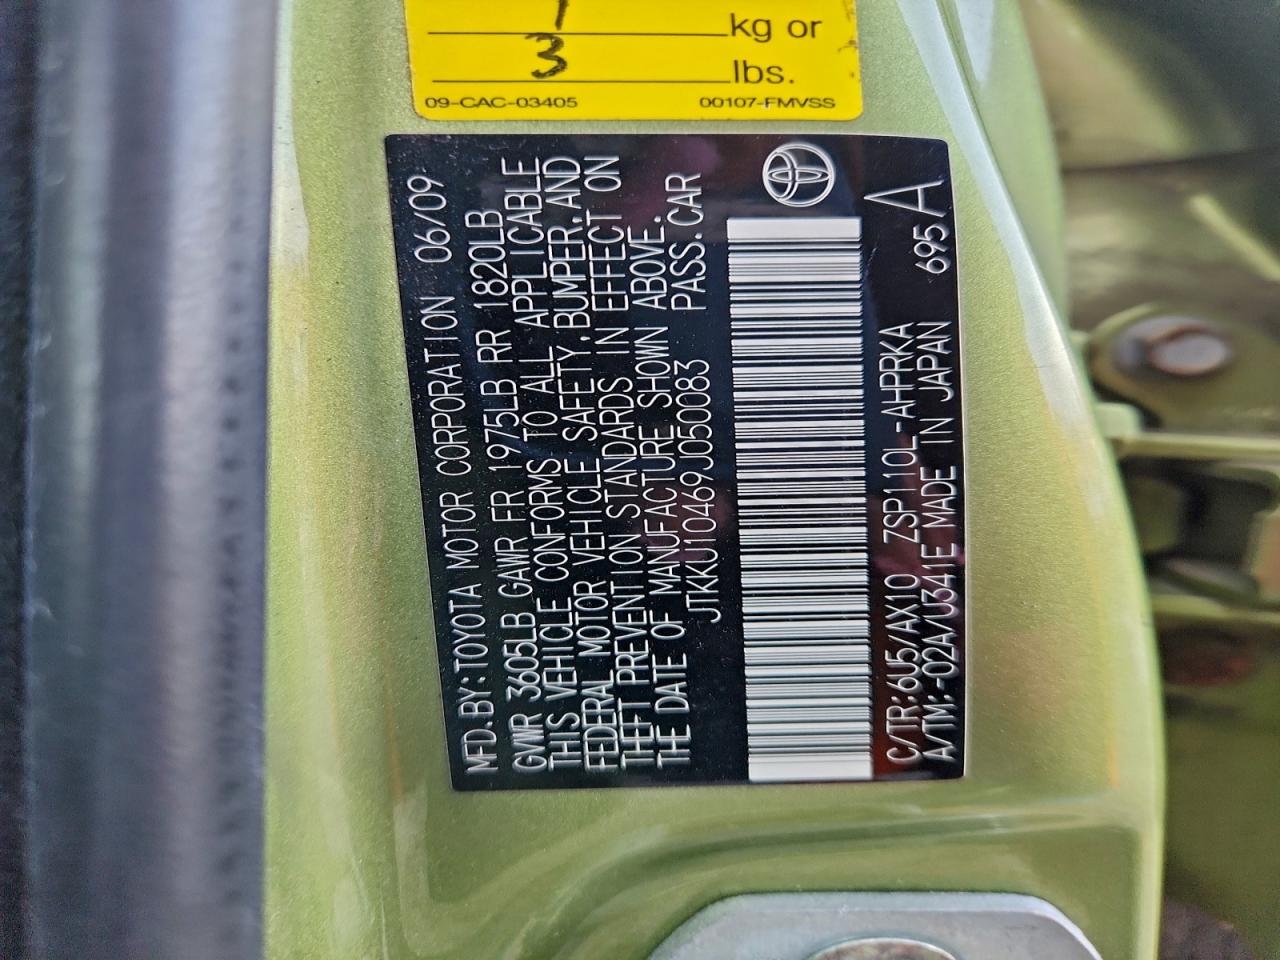 kg or
3 lbs.
09-CAC-03405 00107-FMVSS
MFD.BY:TOYOTA MOTOR CORPORATION 06/09
GVWR 3605LB GAWR FR 1975LB RR 1820LB
THIS VEHICLE CONFORMS TO ALL APPLICABLE
FEDERAL MOTOR VEHICLE SAFETY, BUMPER, AND
THEFT PREVENTION STANDARDS IN EFFECT ON
THE DATE OF MANUFACTURE SHOWN ABOVE.
JTKKU10469J050083 PASS.CAR
C/TR:6U5/AX10 ZSP110L-AHPRKA 695A
A/TM:-02A/U341E MADE IN JAPAN